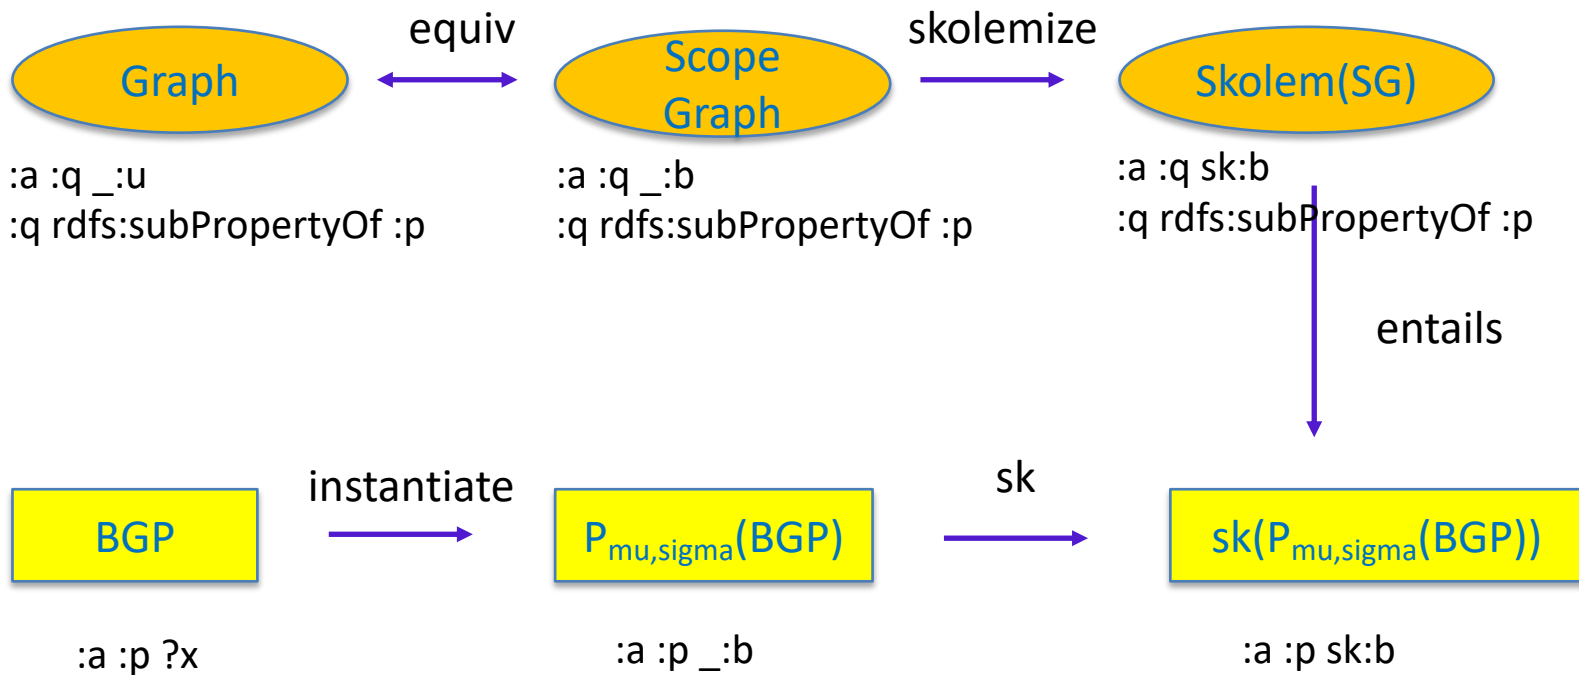 equiv
skolemize
Graph
Scope
Graph
Skolem(SG)
:a :q _:u
:q rdfs:subPropertyOf :p
:a :q _:b
:q rdfs:subPropertyOf :p
:a :q sk:b
:q rdfs:subPropertyOf :p
entails
instantiate
sk
BGP
Pmu,sigma(BGP)
sk(Pmu,sigma(BGP))
:a :p ?x
:a :p _:b
:a :p sk:b